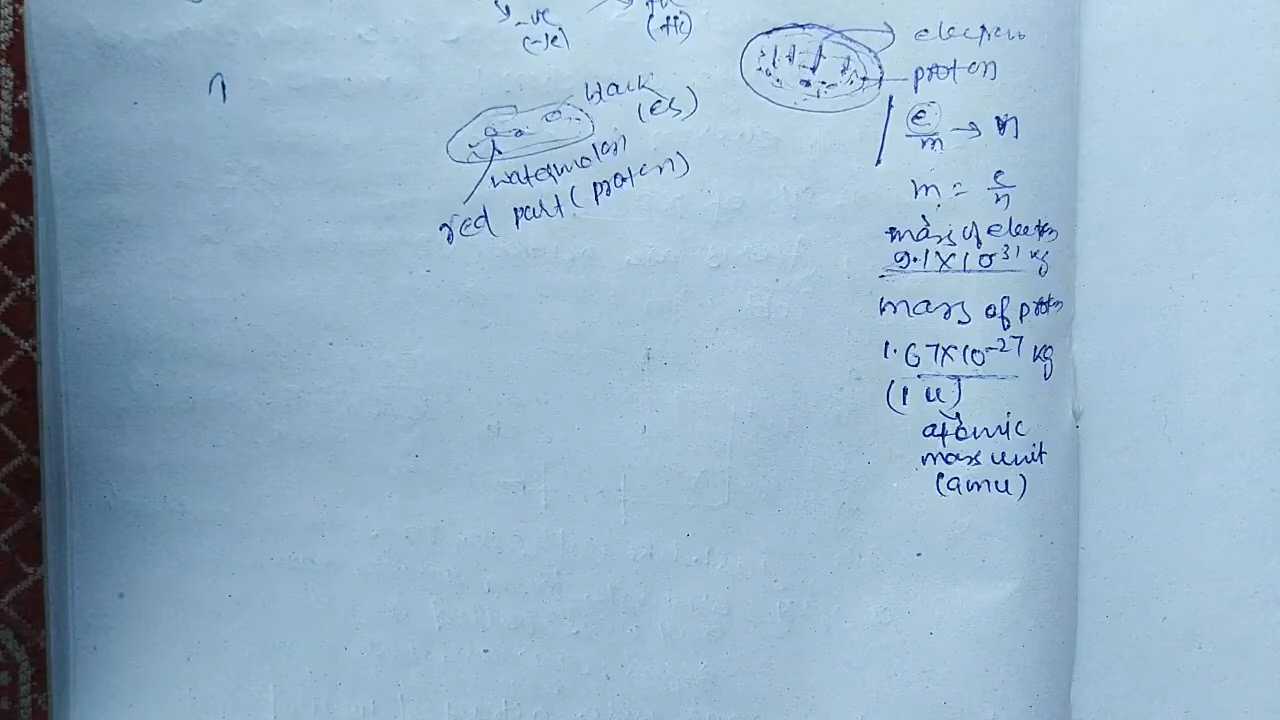 -ve
(-ve)
(+ve)
electron
proton
black
(es)
watermelon
red part (proton)
e/m → n
m = e/n
mass of electron
9.1×10 31 kg
mass of proton
1.67×10-27 kg
(1 u)
atomic
mass unit
(amu)